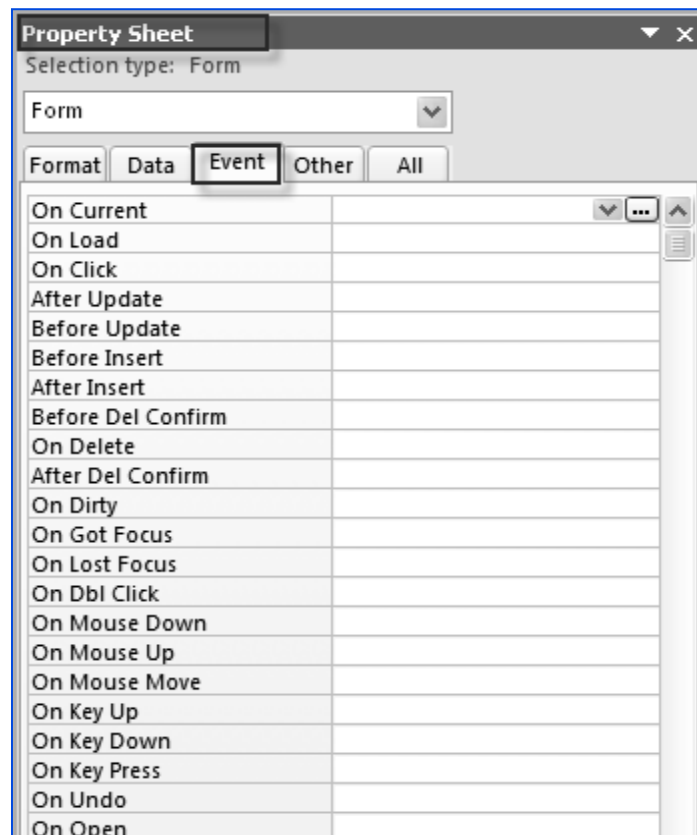 Property Sheet
Selection type: Form
Form
Format Data Event Other All
On Current ...
On Load
On Click
After Update
Before Update
Before Insert
After Insert
Before Del Confirm
On Delete
After Del Confirm
On Dirty
On Got Focus
On Lost Focus
On Dbl Click
On Mouse Down
On Mouse Up
On Mouse Move
On Key Up
On Key Down
On Key Press
On Undo
On Open